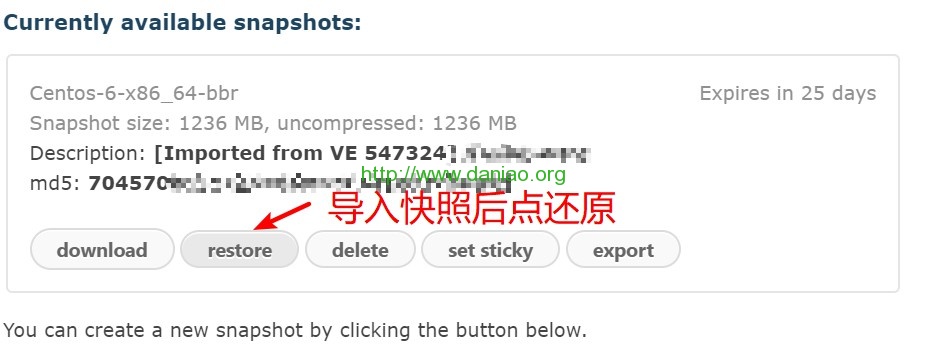 Currently available snapshots:
Centos-6-x86_64-bbr Expires in 25 days
Snapshot size: 1236 MB, uncompressed: 1236 MB
Description: [Imported from VE 547324]
http://www.daniao.org
md5: 704570
导入快照后点还原
download restore delete set sticky export
You can create a new snapshot by clicking the button below.